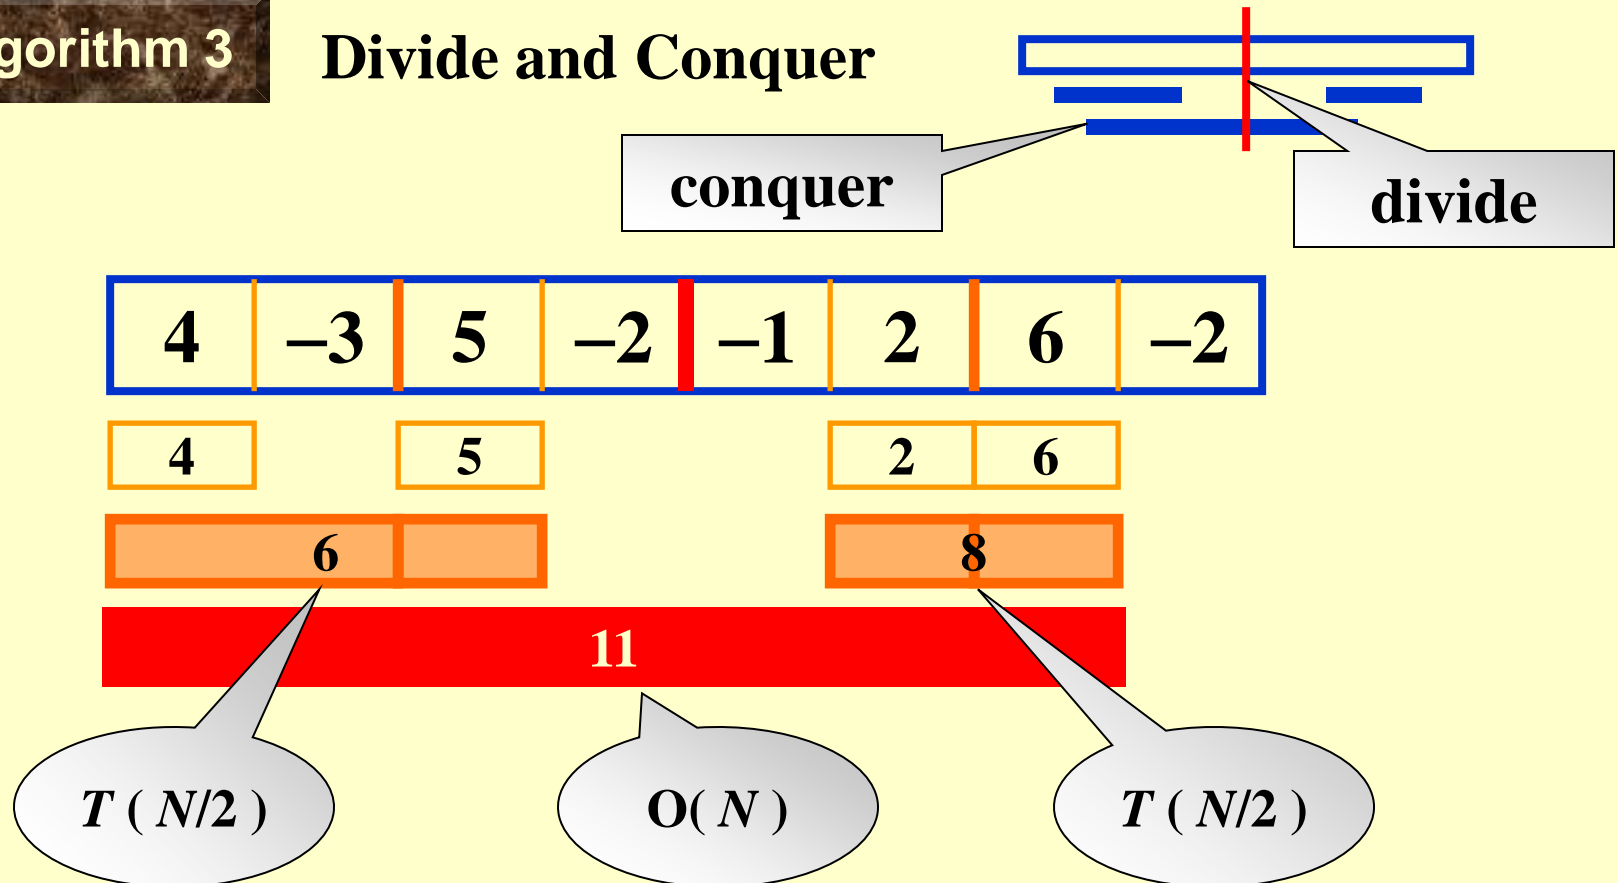 gorithm 3
Divide and Conquer
conquer
divide
4 –3 5 –2 –1 2 6 –2
4 5 2 6
6 8
11
T ( N/2 ) O( N ) T ( N/2 )